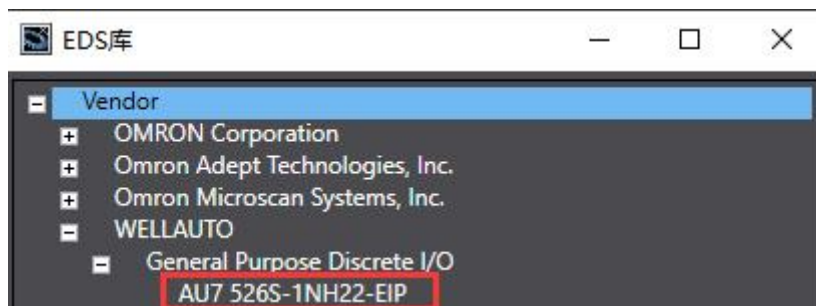 EDS库
Vendor
OMRON Corporation
Omron Adept Technologies, Inc.
Omron Microscan Systems, Inc.
WELLAUTO
General Purpose Discrete I/O
AU7 526S-1NH22-EIP